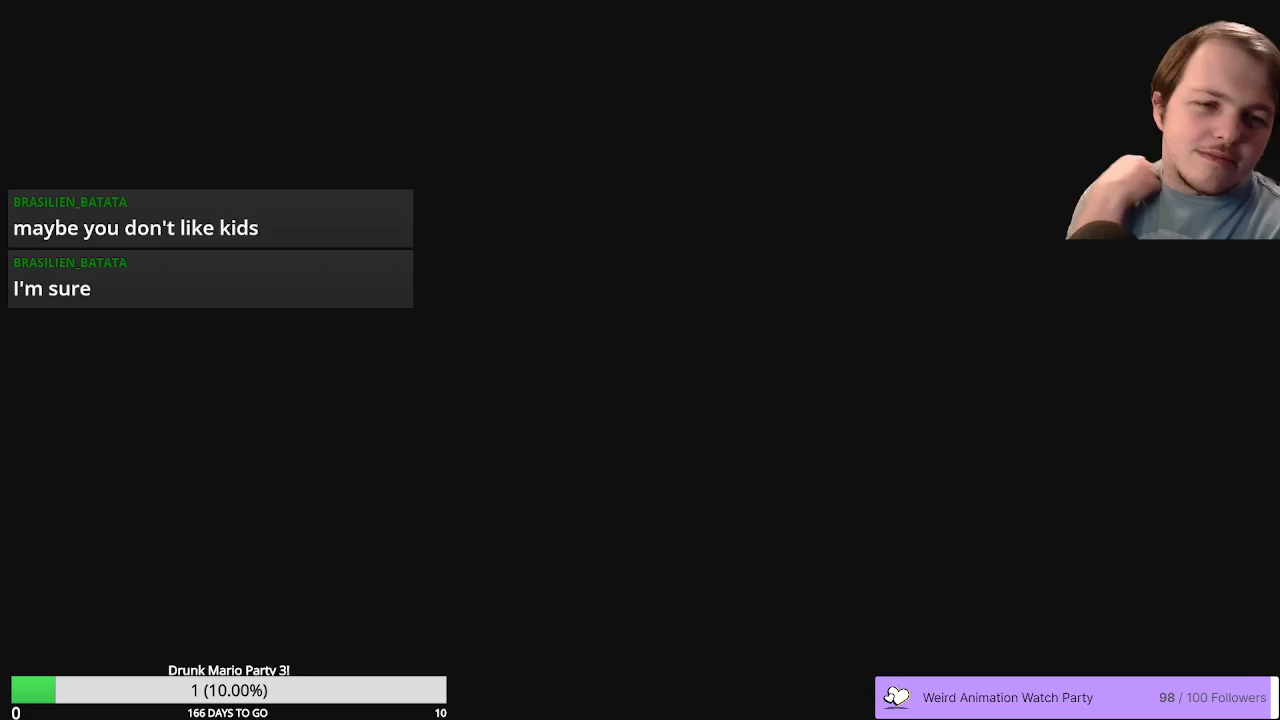 BRASILIEN_BATATA
maybe you don't like kids
BRASILIEN_BATATA
I'm sure
Drunk Mario Party 3!
1 (10.00%)
0 166 DAYS TO GO 10
Weird Animation Watch Party 98 / 100 Followers